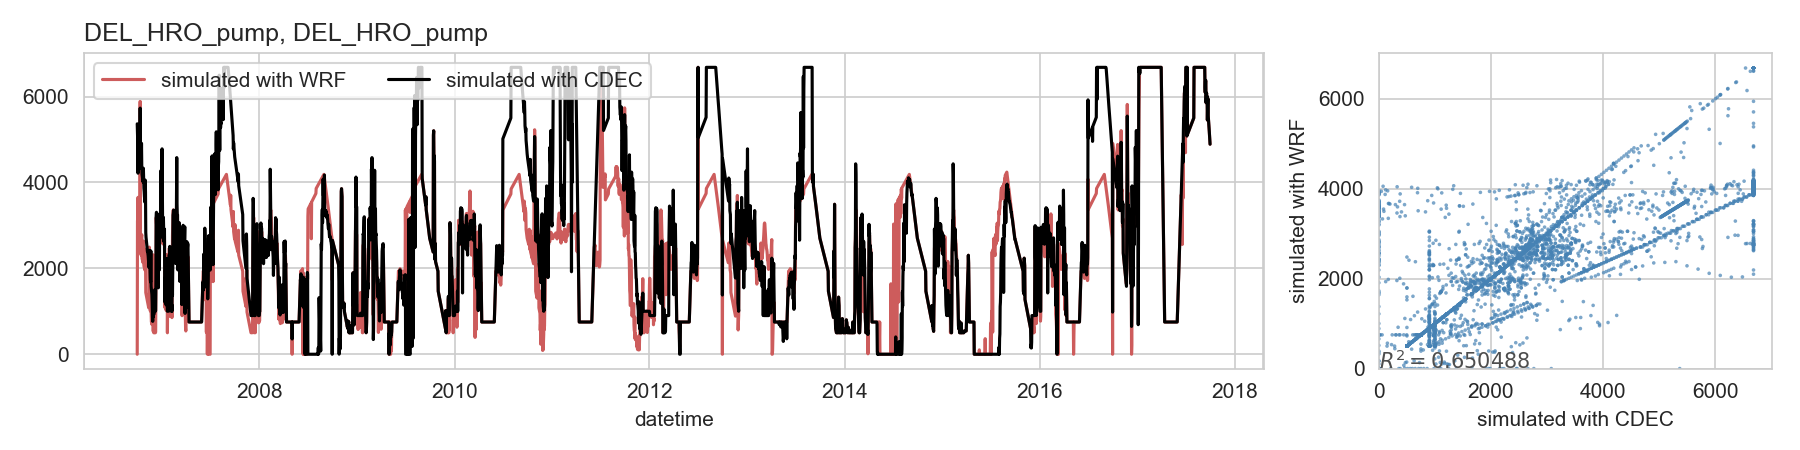 DEL_HRO_pump, DEL_HRO_pump
simulated with WRF
simulated with CDEC
6000
4000
2000
0
2008
2010
2012
2014
2016
2018
datetime
simulated with WRF
6000
4000
2000
0
R² = 0.650488
0
2000
4000
6000
simulated with CDEC